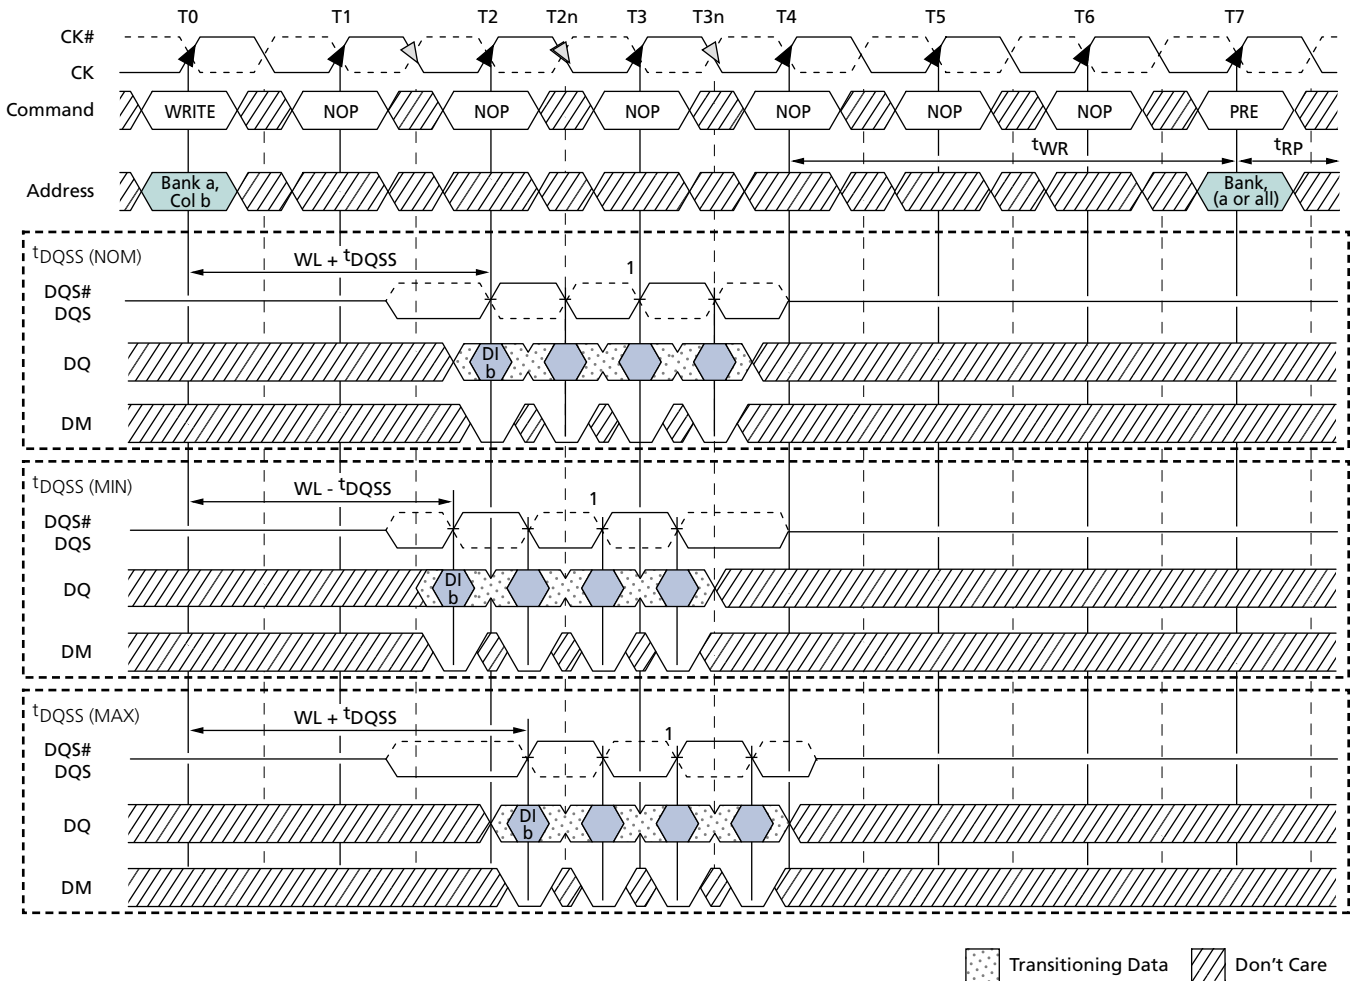 T0 T1 T2 T2n T3 T3n T4 T5 T6 T7
CK#
CK
Command WRITE NOP NOP NOP NOP NOP NOP PRE
tWR tRP
Address Bank a, Col b Bank, (a or all)
tDQSS (NOM)
WL + tDQSS 1
DQS#
DQS
DQ DI b
DM
tDQSS (MIN)
WL - tDQSS 1
DQS#
DQS
DQ DI b
DM
tDQSS (MAX)
WL + tDQSS 1
DQS#
DQS
DQ DI b
DM
Transitioning Data Don't Care